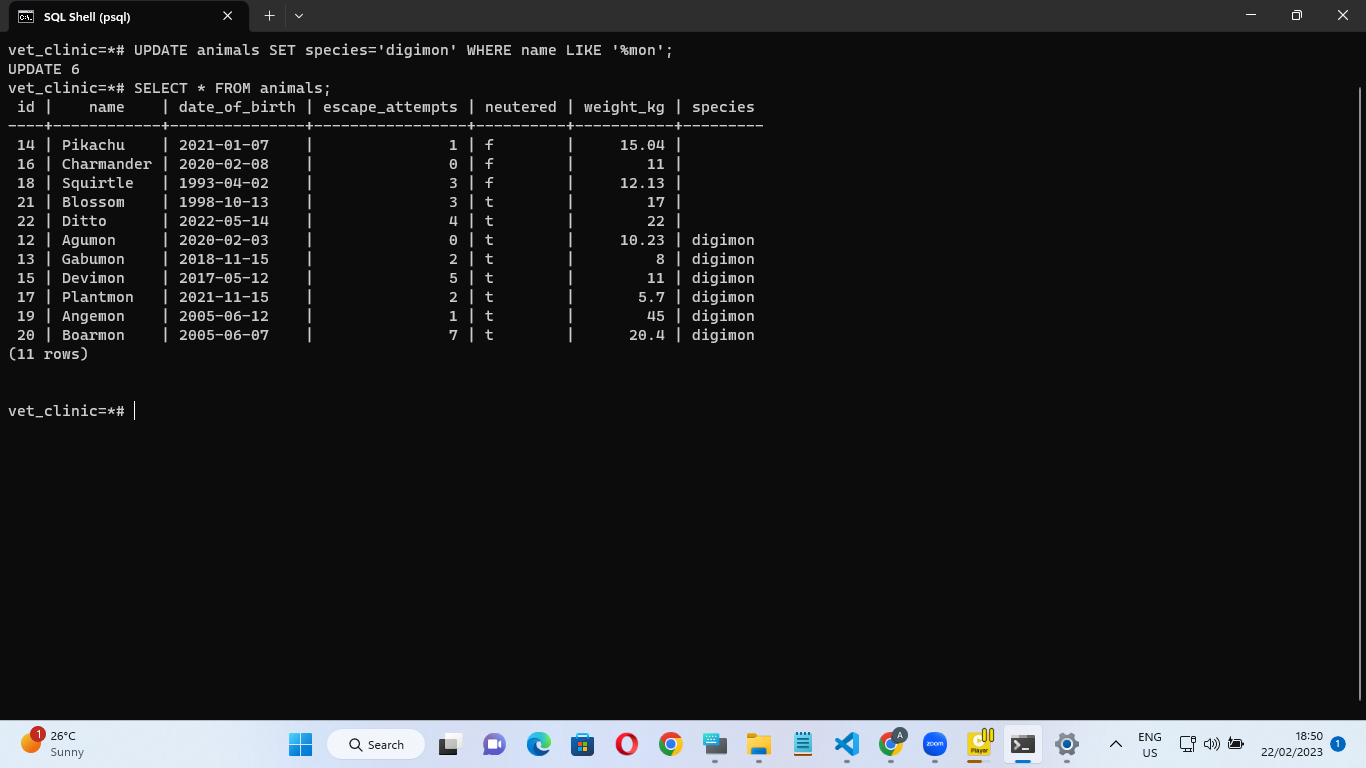 SQL Shell (psql)
vet_clinic=*# UPDATE animals SET species='digimon' WHERE name LIKE '%mon';
UPDATE 6
vet_clinic=*# SELECT * FROM animals;
 id |    name    | date_of_birth | escape_attempts | neutered | weight_kg | species
----+------------+---------------+-----------------+----------+-----------+---------
 14 | Pikachu    | 2021-01-07    |               1 | f        |     15.04 |
 16 | Charmander | 2020-02-08    |               0 | f        |        11 |
 18 | Squirtle   | 1993-04-02    |               3 | f        |     12.13 |
 21 | Blossom    | 1998-10-13    |               3 | t        |        17 |
 22 | Ditto      | 2022-05-14    |               4 | t        |        22 |
 12 | Agumon     | 2020-02-03    |               0 | t        |     10.23 | digimon
 13 | Gabumon    | 2018-11-15    |               2 | t        |         8 | digimon
 15 | Devimon    | 2017-05-12    |               5 | t        |        11 | digimon
 17 | Plantmon   | 2021-11-15    |               2 | t        |       5.7 | digimon
 19 | Angemon    | 2005-06-12    |               1 | t        |        45 | digimon
 20 | Boarmon    | 2005-06-07    |               7 | t        |      20.4 | digimon
(11 rows)
vet_clinic=*#
1
26°C
Sunny
Search
A
zoom
Player
ENG
US
18:50
22/02/2023
1